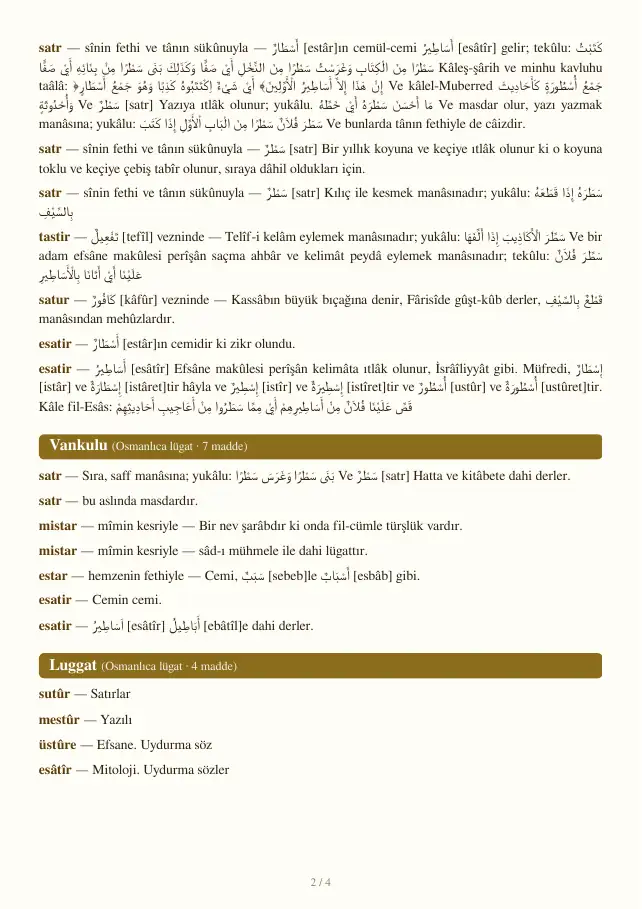 satr — sînin fethi ve tânın sükûnuyla — أَسْطَارٌ [estâr]ın cemül-cemi أَسَاطِيرُ [esâtîr] gelir; tekûlu: كَتَبْتُ
سَطْرًا مِنَ الْكِتَابِ وَغَرَسْتُ سَطْرًا مِنَ النَّخْلِ أَيْ صَفًّا وَكَذَلِكَ بَنَى سَطْرًا مِنْ بِنَائِهِ أَيْ صَفًّا Kâleş-şârih ve minhu kavluhu
taâlâ: ﴿إِنْ هَذَا إِلاَّ أَسَاطِيرُ الْأَوَّلِينَ﴾ أَيْ شَيْءٌ اِكْتَتَبُوهُ كَذِبًا وَهُوَ جَمْعُ أَسْطَارٍ Ve kâlel-Muberred جَمْعُ أُسْطُورَةٍ كَأَحَادِيثَ
وَأُحْدُوثَةٍ Ve سَطْرٌ [satr] Yazıya ıtlâk olunur; yukâlu. مَا أَحْسَنَ سَطْرَهُ أَيْ خَطَّهُ Ve masdar olur, yazı yazmak
manâsına; yukâlu: سَطَرَ فُلاَنٌ سَطْرًا مِنَ الْبَابِ الْأَوَّلِ إِذَا كَتَبَ Ve bunlarda tânın fethiyle de câizdir.
satr — sînin fethi ve tânın sükûnuyla — سَطْرٌ [satr] Bir yıllık koyuna ve keçiye ıtlâk olunur ki o koyuna
toklu ve keçiye çebiş tabîr olunur, sıraya dâhil oldukları için.
satr — sînin fethi ve tânın sükûnuyla — سَطْرٌ [satr] Kılıç ile kesmek manâsınadır; yukâlu: سَطَرَهُ إِذَا قَطَعَهُ
بِالسَّيْفِ
tastir — تَفْعِيلٌ [tefîl] vezninde — Telîf-i kelâm eylemek manâsınadır; yukâlu: سَطَّرَ الْأَكَاذِيبَ إِذَا أَلَّفَهَا Ve bir
adam efsâne makûlesi perîşân saçma ahbâr ve kelimât peydâ eylemek manâsınadır; tekûlu: سَطَّرَ فُلاَنٌ
عَلَيْنَا أَيْ أَتَانَا بِالْأَسَاطِيرِ
satur — كَافُورٌ [kâfûr] vezninde — Kassâbın büyük bıçağına denir, Fârisîde gûşt-kûb derler, قَطْعٌ بِالسَّيْفِ
manâsından mehûzlardır.
esatir — أَسْطَارٌ [estâr]ın cemidir ki zikr olundu.
esatir — أَسَاطِيرُ [esâtîr] Efsâne makûlesi perîşân kelimâta ıtlâk olunur, İsrâîliyyât gibi. Müfredi, إِسْطَارٌ
[istâr] ve إِسْطَارَةٌ [istâret]tir hâyla ve إِسْطِيرٌ [istîr] ve إِسْطِيرَةٌ [istîret]tir ve أُسْطُورٌ [ustûr] ve أُسْطُورَةٌ [ustûret]tir.
Kâle fil-Esâs: قَصَّ عَلَيْنَا فُلاَنٌ مِنْ أَسَاطِيرِهِمْ أَيْ مِمَّا سَطَرُوا مِنْ أَعَاجِيبِ أَحَادِيثِهِمْ
Vankulu (Osmanlıca lügat · 7 madde)
satr — Sıra, saff manâsına; yukâlu: بَنَى سَطْرًا وَغَرَسَ سَطْرًا Ve سَطْرٌ [satr] Hatta ve kitâbete dahi derler.
satr — bu aslında masdardır.
mistar — mîmin kesriyle — Bir nev şarâbdır ki onda fil-cümle türşlük vardır.
mistar — mîmin kesriyle — sâd-ı mühmele ile dahi lügattır.
estar — hemzenin fethiyle — Cemi, سَبَبٌ [sebeb]le أَسْبَابٌ [esbâb] gibi.
esatir — Cemin cemi.
esatir — أَسَاطِيرُ [esâtîr] أَبَاطِيلُ [ebâtîl]e dahi derler.
Luggat (Osmanlıca lügat · 4 madde)
sutûr — Satırlar
mestûr — Yazılı
üstûre — Efsane. Uydurma söz
esâtîr — Mitoloji. Uydurma sözler
2 / 4